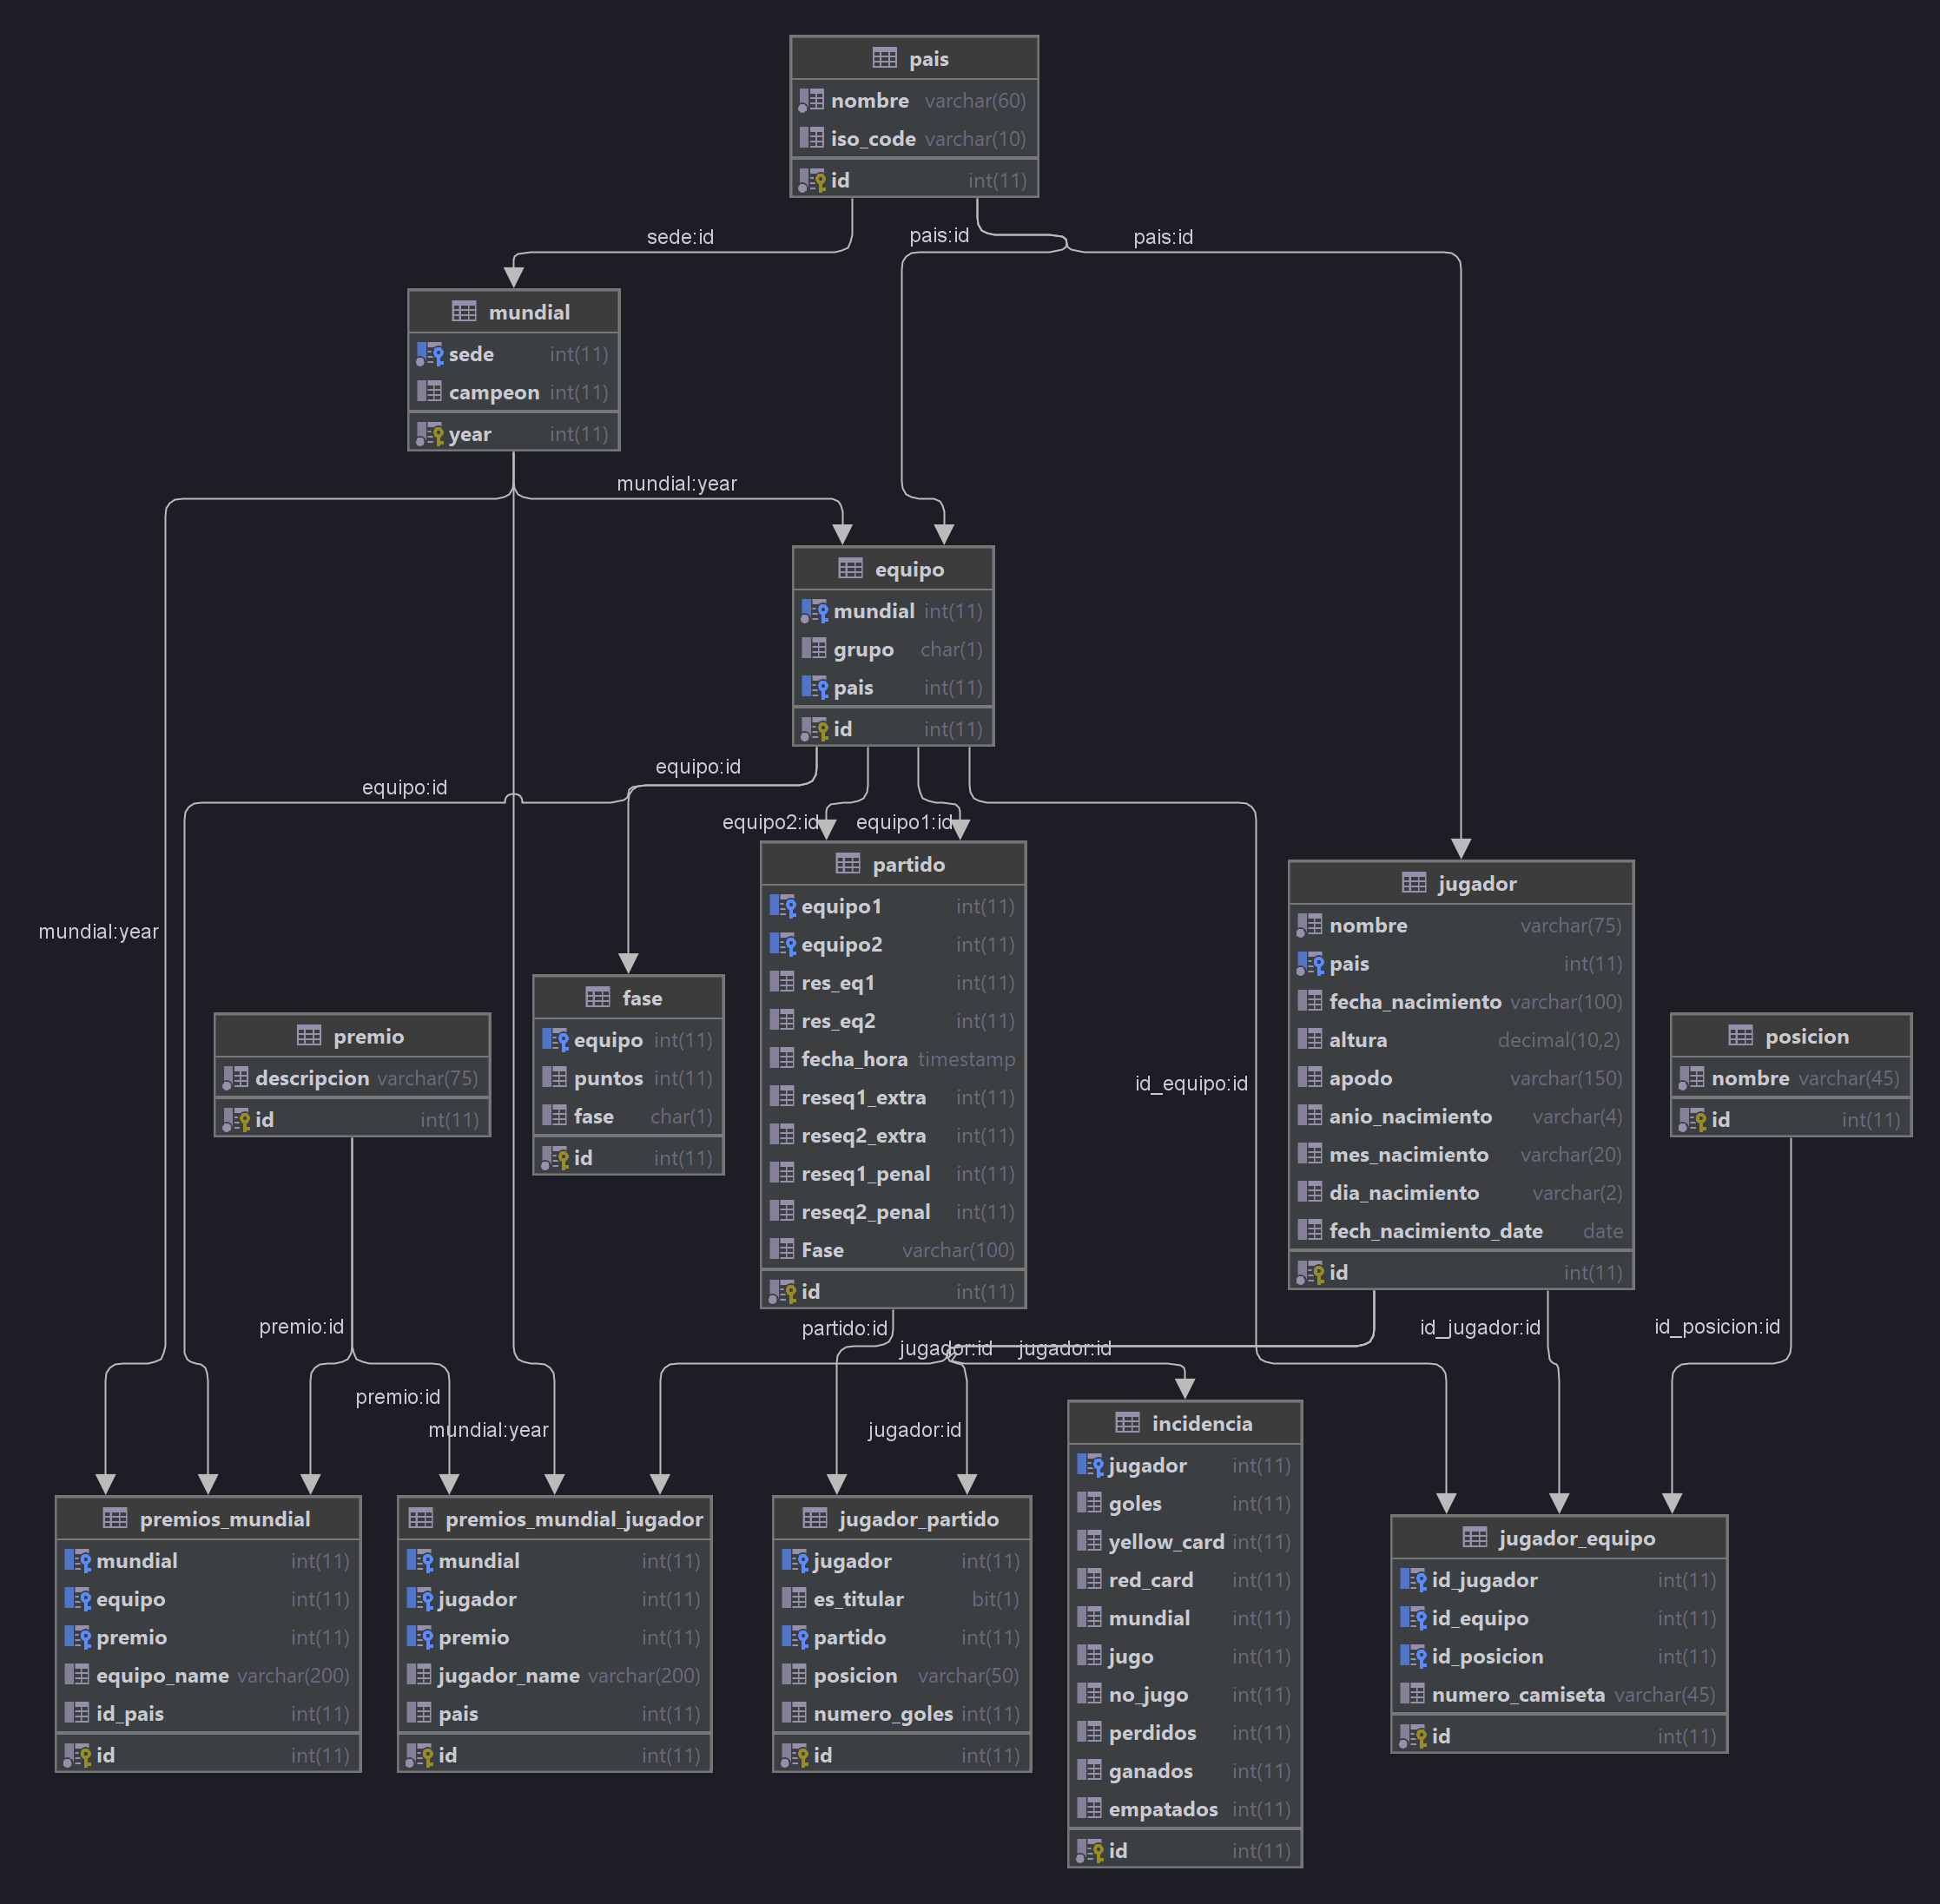 pais
nombre varchar(60)
iso_code varchar(10)
id int(11)
sede:id
pais:id
pais:id
mundial
sede int(11)
campeon int(11)
year int(11)
mundial:year
equipo
mundial int(11)
grupo char(1)
pais int(11)
id int(11)
equipo:id
equipo:id
equipo2:id
equipo1:id
mundial:year
partido
equipo1 int(11)
equipo2 int(11)
res_eq1 int(11)
res_eq2 int(11)
fecha_hora timestamp
reseq1_extra int(11)
reseq2_extra int(11)
reseq1_penal int(11)
reseq2_penal int(11)
Fase varchar(100)
id int(11)
jugador
nombre varchar(75)
pais int(11)
fecha_nacimiento varchar(100)
altura decimal(10,2)
apodo varchar(150)
anio_nacimiento varchar(4)
mes_nacimiento varchar(20)
dia_nacimiento varchar(2)
fech_nacimiento_date date
id int(11)
fase
equipo int(11)
puntos int(11)
fase char(1)
id int(11)
premio
descripcion varchar(75)
id int(11)
posicion
nombre varchar(45)
id int(11)
id_equipo:id
premio:id
partido:id
jugador:id
jugador:id
id_jugador:id
id_posicion:id
premio:id
mundial:year
jugador:id
premios_mundial
mundial int(11)
equipo int(11)
premio int(11)
equipo_name varchar(200)
id_pais int(11)
id int(11)
premios_mundial_jugador
mundial int(11)
jugador int(11)
premio int(11)
jugador_name varchar(200)
pais int(11)
id int(11)
jugador_partido
jugador int(11)
es_titular bit(1)
partido int(11)
posicion varchar(50)
numero_goles int(11)
id int(11)
incidencia
jugador int(11)
goles int(11)
yellow_card int(11)
red_card int(11)
mundial int(11)
jugo int(11)
no_jugo int(11)
perdidos int(11)
ganados int(11)
empatados int(11)
id int(11)
jugador_equipo
id_jugador int(11)
id_equipo int(11)
id_posicion int(11)
numero_camiseta varchar(45)
id int(11)